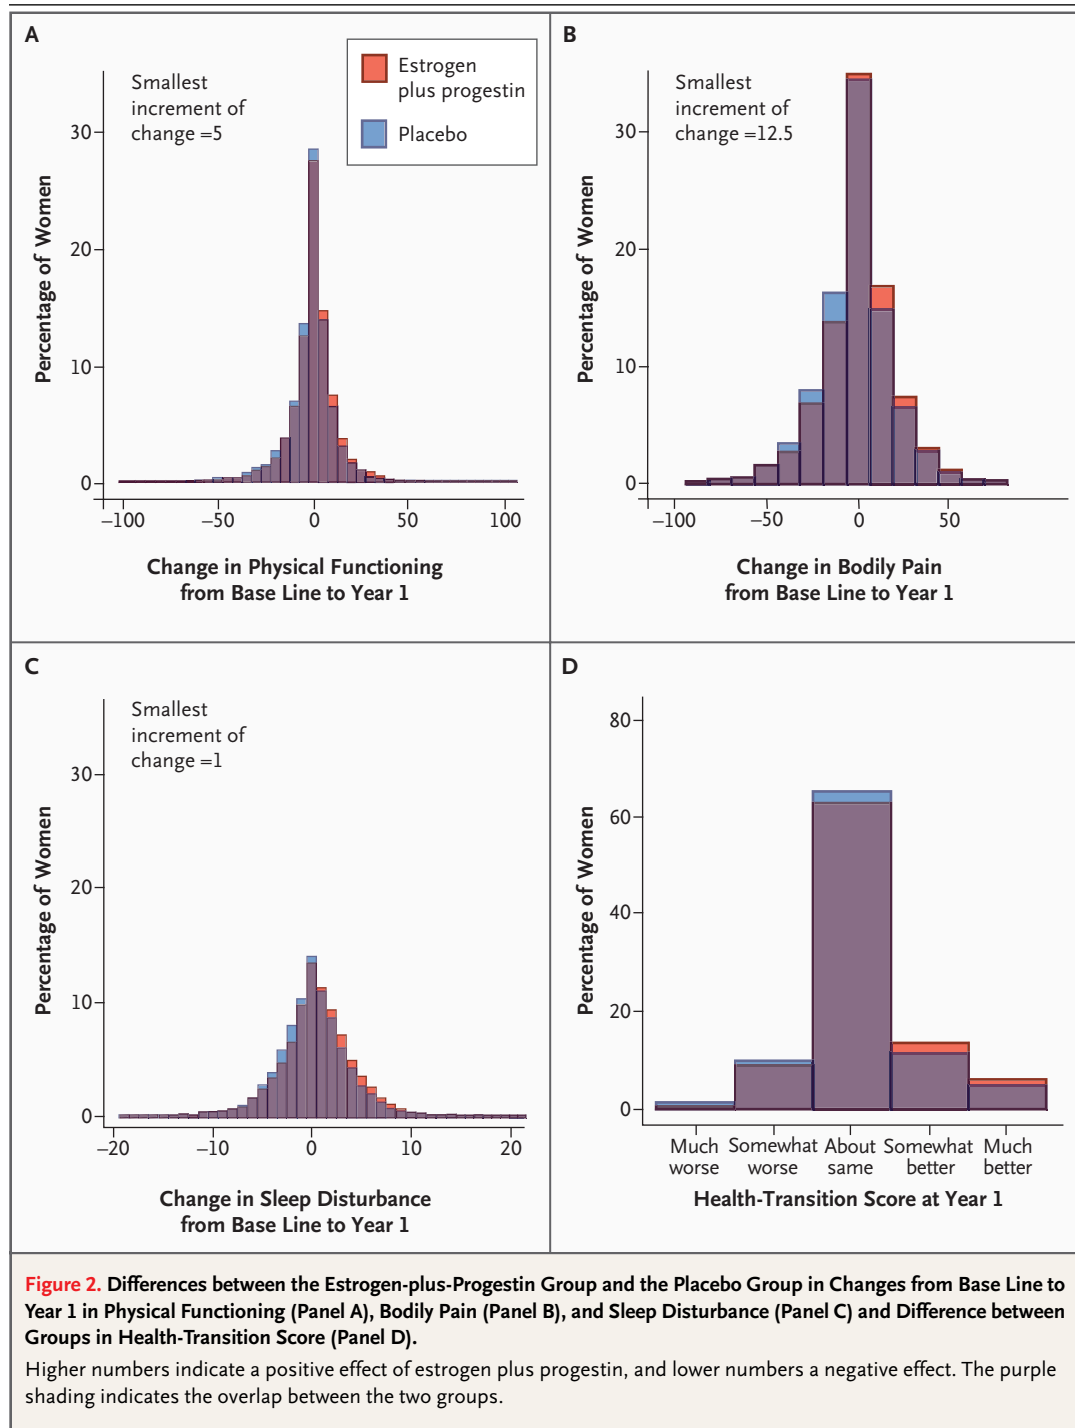 A
Smallest
increment of
change =5
Estrogen
plus progestin
Placebo
Percentage of Women
30
20
10
0
−100
−50
0
50
100
Change in Physical Functioning
from Base Line to Year 1
B
Smallest
increment of
change =12.5
Percentage of Women
30
20
10
0
−100
−50
0
50
Change in Bodily Pain
from Base Line to Year 1
C
Smallest
increment of
change =1
Percentage of Women
30
20
10
0
−20
−10
0
10
20
Change in Sleep Disturbance
from Base Line to Year 1
D
Percentage of Women
80
60
40
20
0
Much
worse
Somewhat
worse
About
same
Somewhat
better
Much
better
Health-Transition Score at Year 1
Figure 2. Differences between the Estrogen-plus-Progestin Group and the Placebo Group in Changes from Base Line to
Year 1 in Physical Functioning (Panel A), Bodily Pain (Panel B), and Sleep Disturbance (Panel C) and Difference between
Groups in Health-Transition Score (Panel D).
Higher numbers indicate a positive effect of estrogen plus progestin, and lower numbers a negative effect. The purple
shading indicates the overlap between the two groups.